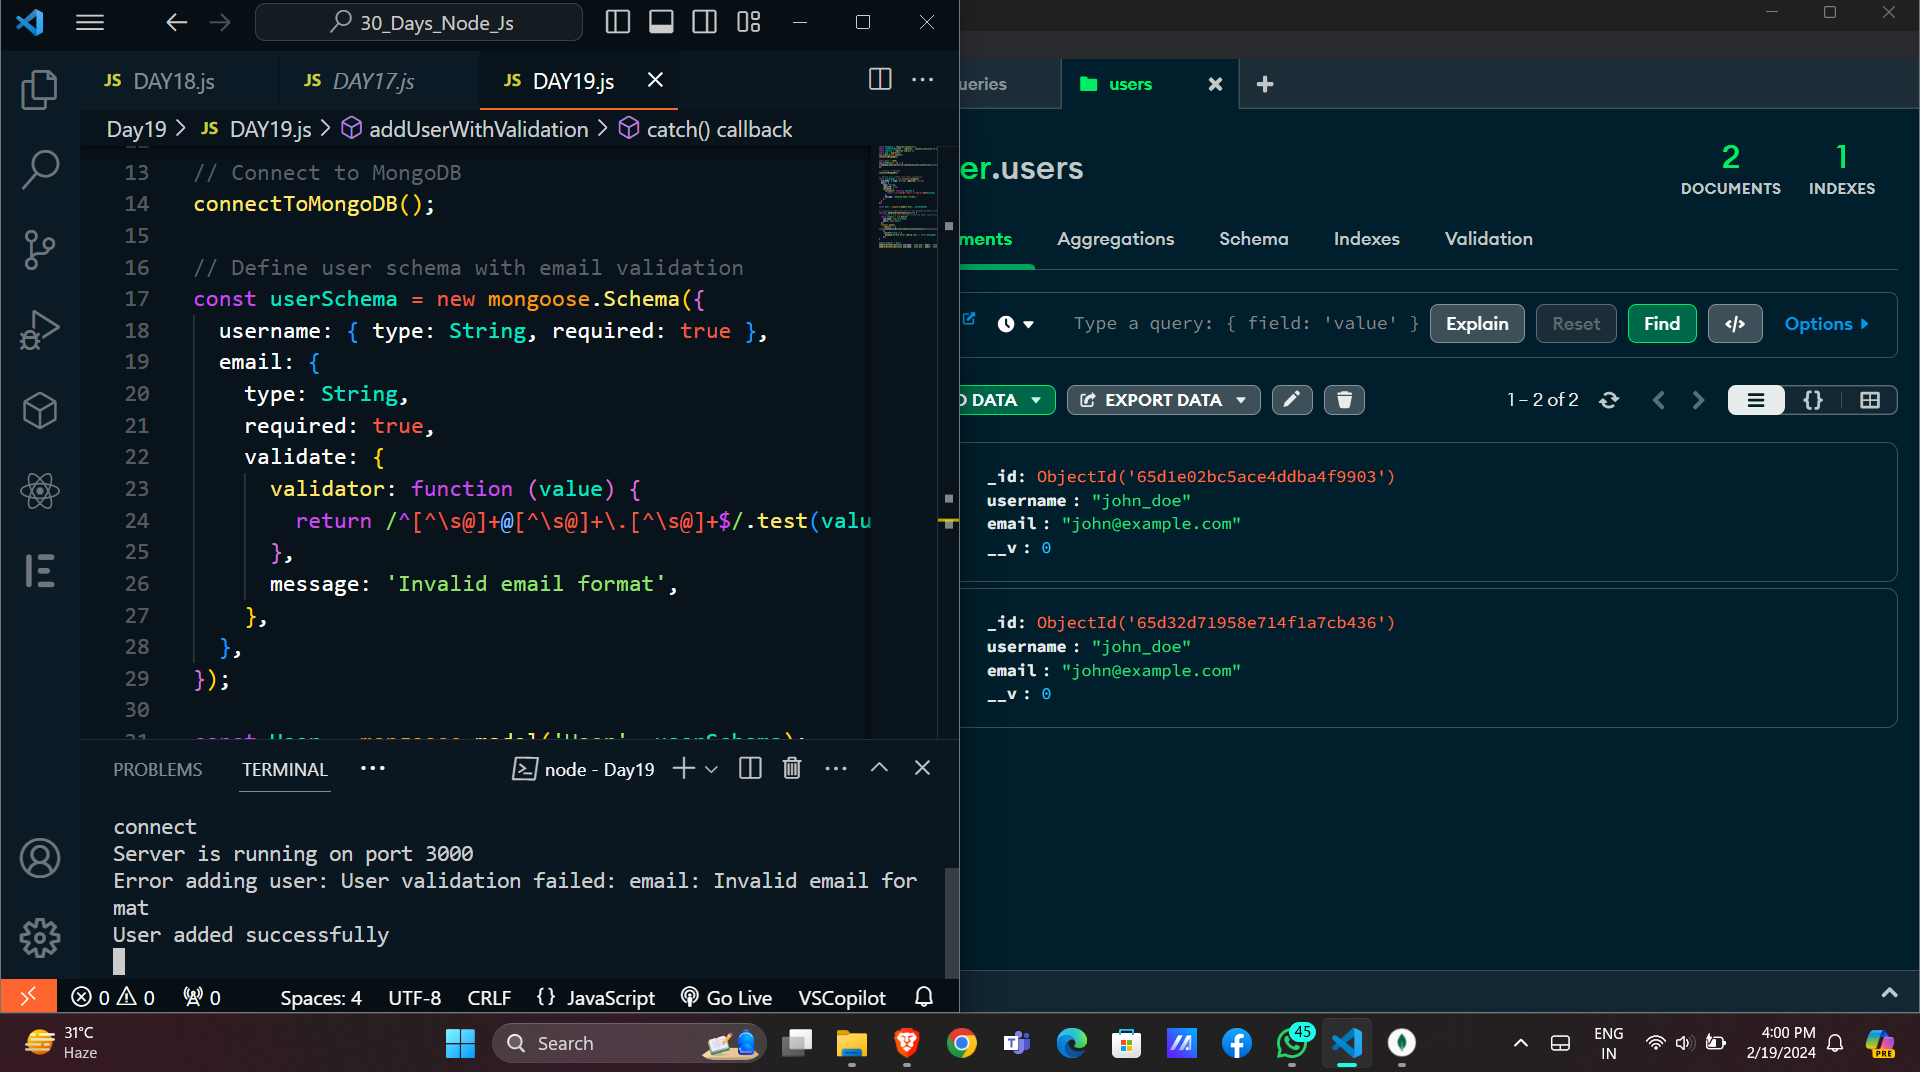 30_Days_Node_Js
JS DAY18.js
JS DAY17.js
JS DAY19.js
Day19 > JS DAY19.js > addUserWithValidation > catch() callback
13 // Connect to MongoDB
14 connectToMongoDB();
15
16 // Define user schema with email validation
17 const userSchema = new mongoose.Schema({
18 username: { type: String, required: true },
19 email: {
20 type: String,
21 required: true,
22 validate: {
23 validator: function (value) {
24 return /^[^\s@]+@[^\s@]+\.[^\s@]+$/.test(valu
25 },
26 message: 'Invalid email format',
27 },
28 },
29 });
30
31 const User = mongoose.model('User', userSchema);
PROBLEMS TERMINAL ... node - Day19
connect
Server is running on port 3000
Error adding user: User validation failed: email: Invalid email for
mat
User added successfully
0 0 0 Spaces: 4 UTF-8 CRLF {} JavaScript Go Live VSCopilot
ueries
users
er.users
2
DOCUMENTS
1
INDEXES
ments Aggregations Schema Indexes Validation
Type a query: { field: 'value' } Explain Reset Find </> Options
D DATA EXPORT DATA 1 – 2 of 2 {}
_id: ObjectId('65d1e02bc5ace4ddba4f9903')
username : "john_doe"
email : "john@example.com"
__v : 0
_id: ObjectId('65d32d71958e714f1a7cb436')
username : "john_doe"
email : "john@example.com"
__v : 0
31°C
Haze
Search
45
ENG
IN
4:00 PM
2/19/2024
PRE